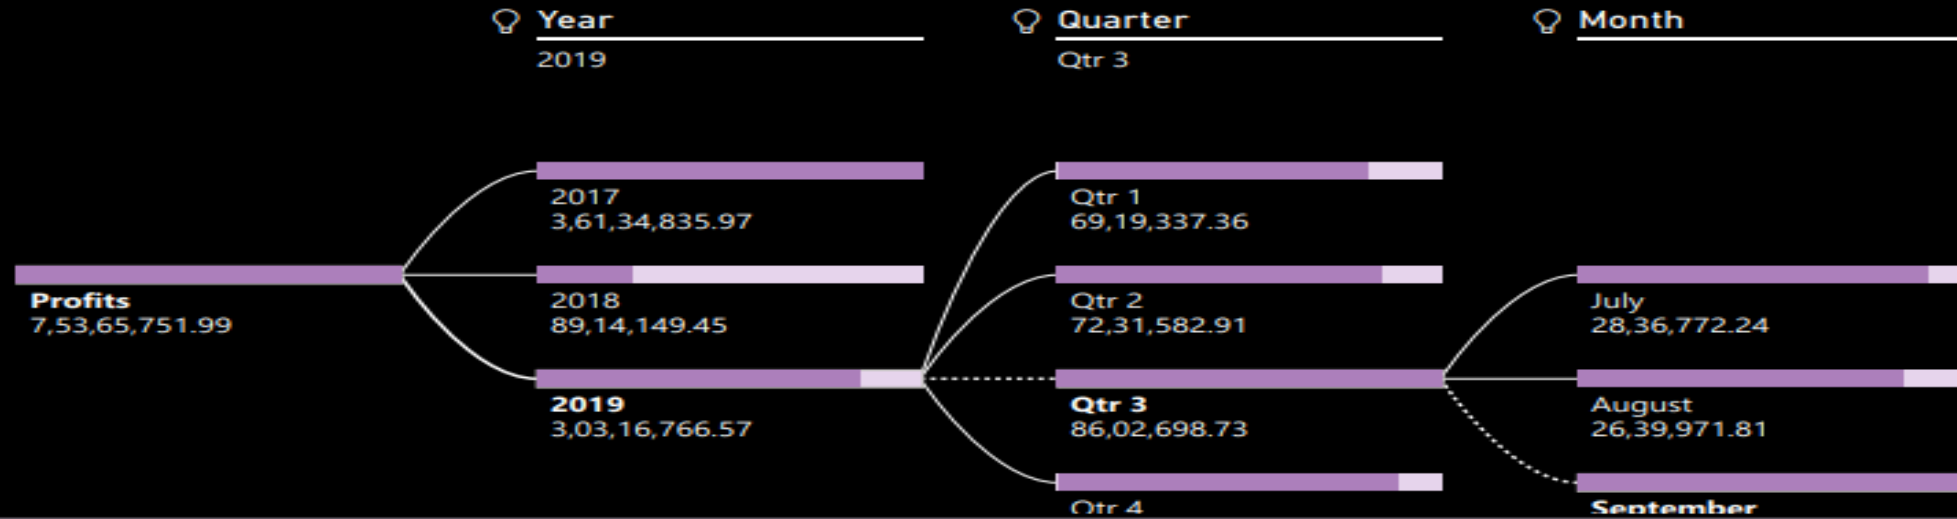 Year
2019
Quarter
Qtr 3
Month
Profits
7,53,65,751.99
2017
3,61,34,835.97
2018
89,14,149.45
2019
3,03,16,766.57
Qtr 1
69,19,337.36
Qtr 2
72,31,582.91
Qtr 3
86,02,698.73
Qtr 4
July
28,36,772.24
August
26,39,971.81
September